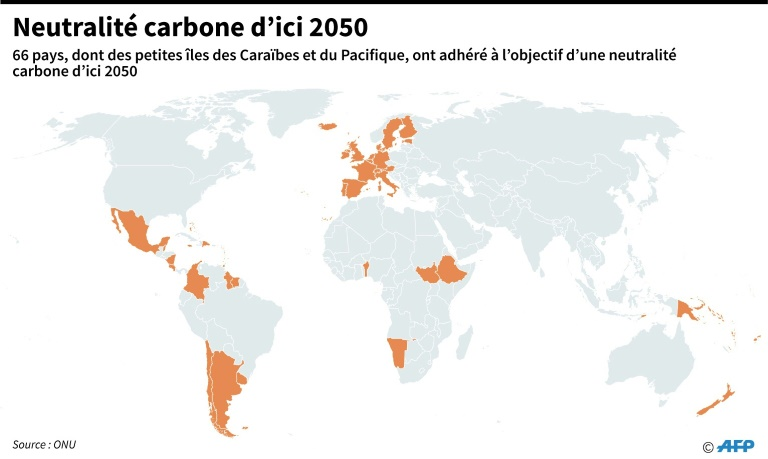 Neutralité carbone d’ici 2050
66 pays, dont des petites îles des Caraïbes et du Pacifique, ont adhéré à l’objectif d’une neutralité
carbone d’ici 2050
Source : ONU
© AFP